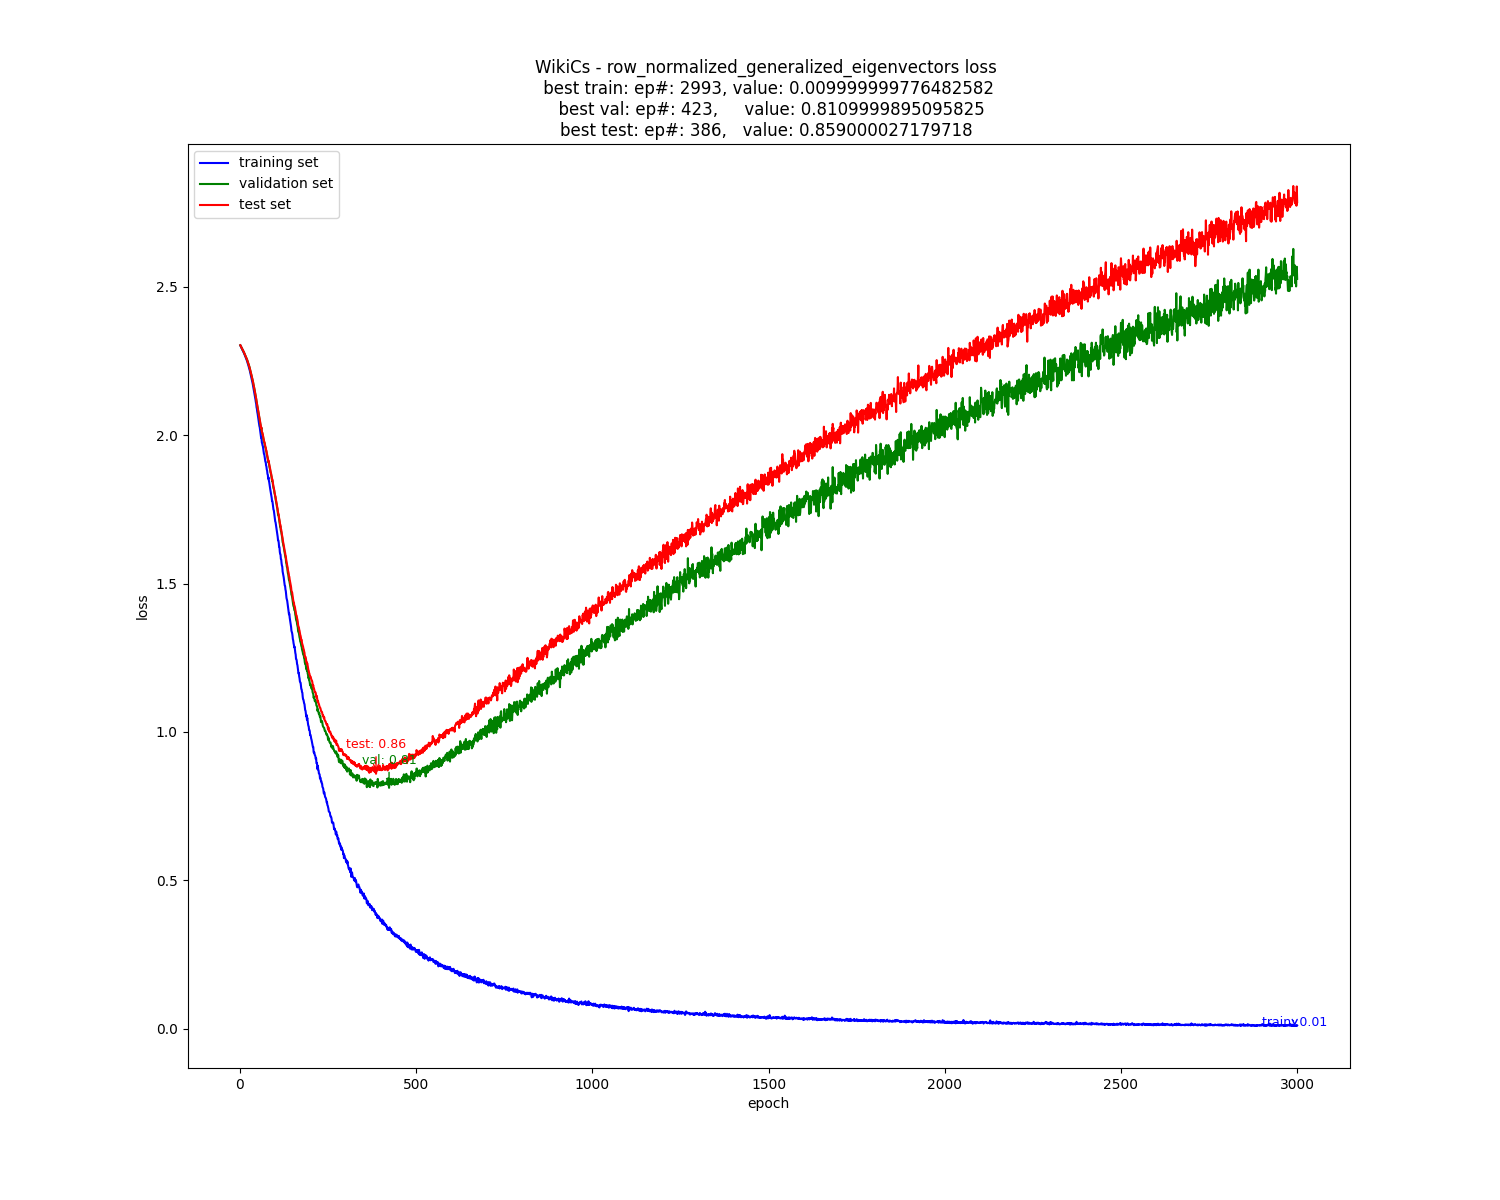 WikiCs - row_normalized_generalized_eigenvectors loss
best train: ep#: 2993, value: 0.009999999776482582
best val: ep#: 423,     value: 0.8109999895095825
best test: ep#: 386,   value: 0.859000027179718
training set
validation set
test set
2.5
2.0
1.5
1.0
0.5
0.0
loss
test: 0.86
val: 0.81
train: 0.01
0
500
1000
1500
2000
2500
3000
epoch